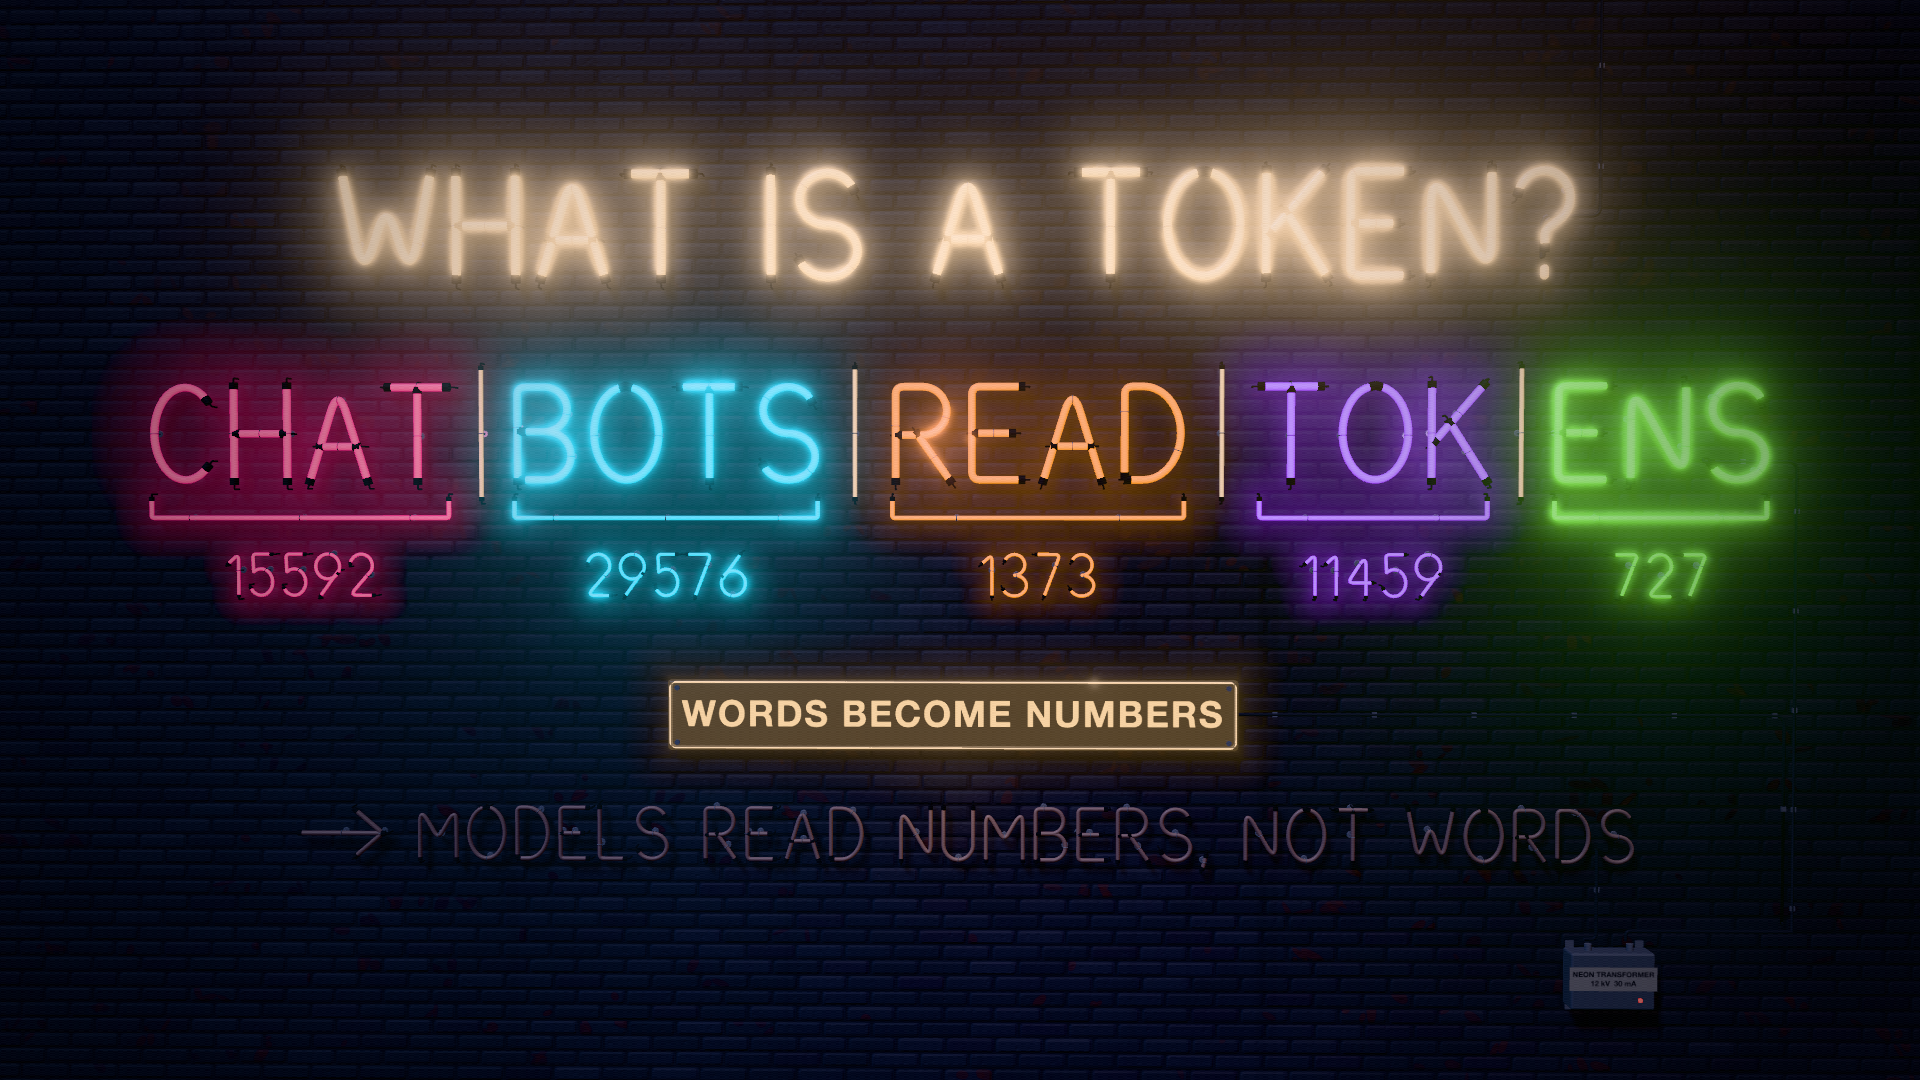 WHAT IS A TOKEN?
CHAT BOTS READ TOK ENS
15592 29576 1373 11459 727
WORDS BECOME NUMBERS
→ MODELS READ NUMBERS, NOT WORDS
NEON TRANSFORMER
12 kV 30 mA